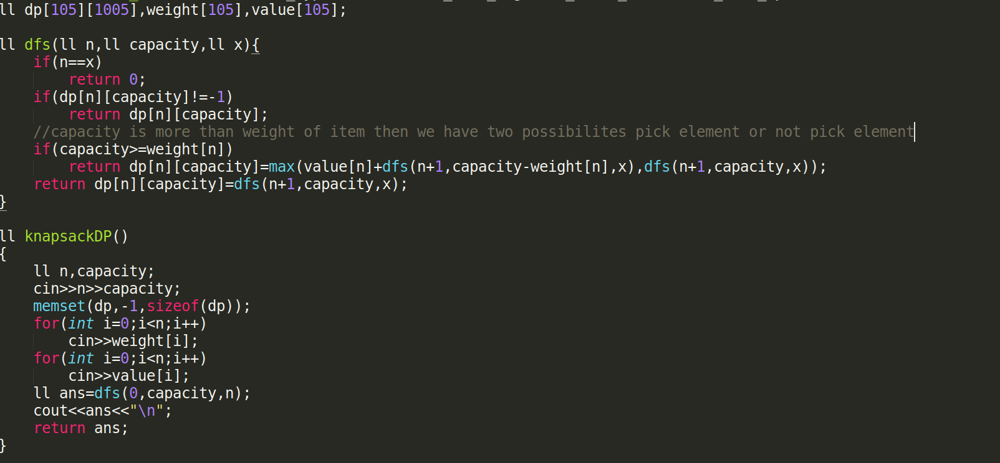 ll dp[105][1005],weight[105],value[105];
ll dfs(ll n,ll capacity,ll x){
if(n==x)
return 0;
if(dp[n][capacity]!=-1)
return dp[n][capacity];
//capacity is more than weight of item then we have two possibilites pick element or not pick element
if(capacity>=weight[n])
return dp[n][capacity]=max(value[n]+dfs(n+1,capacity-weight[n],x),dfs(n+1,capacity,x));
return dp[n][capacity]=dfs(n+1,capacity,x);
}
ll knapsackDP()
{
ll n,capacity;
cin>>n>>capacity;
memset(dp,-1,sizeof(dp));
for(int i=0;i<n;i++)
cin>>weight[i];
for(int i=0;i<n;i++)
cin>>value[i];
ll ans=dfs(0,capacity,n);
cout<<ans<<"\n";
return ans;
}